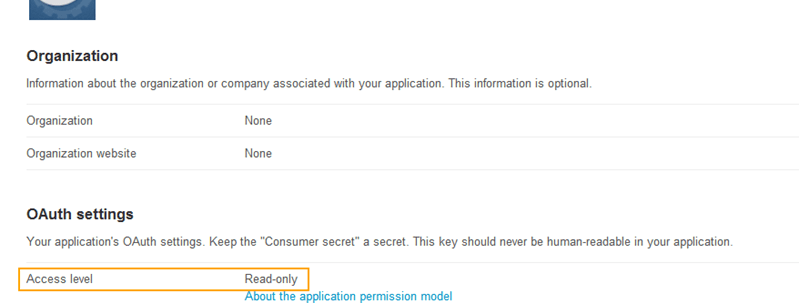 Organization
Information about the organization or company associated with your application. This information is optional.
Organization None
Organization website None
OAuth settings
Your application's OAuth settings. Keep the "Consumer secret" a secret. This key should never be human-readable in your application.
Access level Read-only
About the application permission model